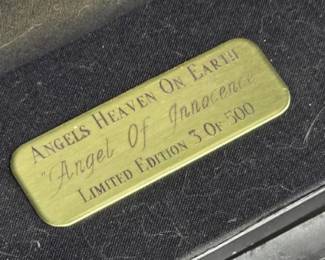 ANGELS HEAVEN ON EARTH
"Angel Of Innocence"
LIMITED EDITION 3 OF 500